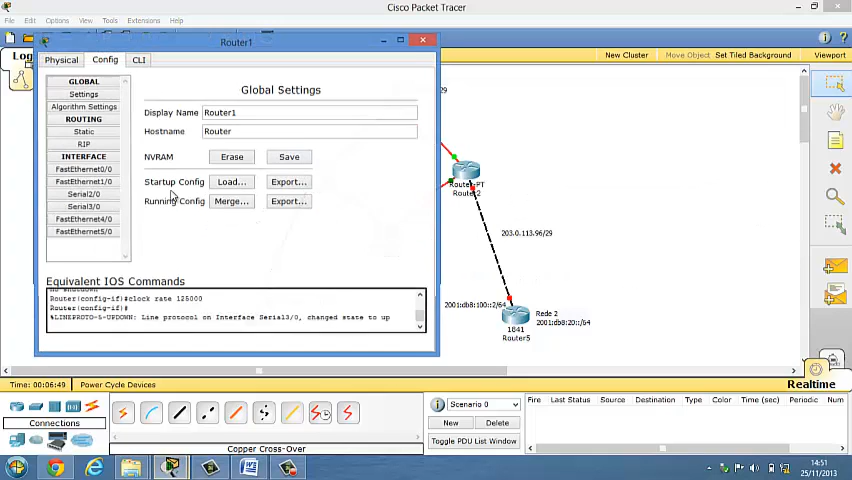 Cisco Packet Tracer
File Edit Options View Tools Extensions Help
Router1
New Cluster Move Object Set Tiled Background Viewport
Physical Config CLI
GLOBAL
Settings
Algorithm Settings
ROUTING
Static
RIP
INTERFACE
FastEthernet0/0
FastEthernet1/0
Serial2/0
Serial3/0
FastEthernet4/0
FastEthernet5/0
Global Settings
Display Name Router1
Hostname Router
NVRAM Erase Save
Startup Config Load... Export...
Running Config Merge... Export...
Equivalent IOS Commands
no shutdown
Router(config-if)#clock rate 125000
Router(config-if)#
%LINEPROTO-5-UPDOWN: Line protocol on Interface Serial3/0, changed state to up
/29
Router-PT
Router2
203.0.113.96/29
2001:db8:100::2/64
1841
Router5
Rede 2
2001:db8:20::/64
Time: 00:06:49 Power Cycle Devices Realtime
Connections
Copper Cross-Over
Scenario 0
New Delete
Toggle PDU List Window
Fire Last Status Source Destination Type Color Time (sec) Periodic Num
14:51
25/11/2013